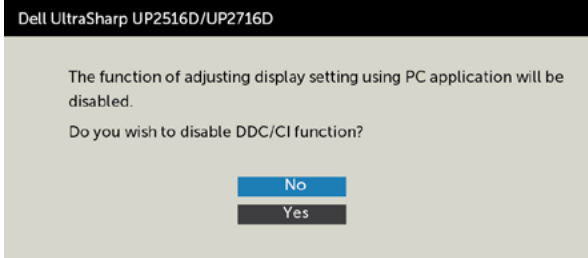 Dell UltraSharp UP2516D/UP2716D
The function of adjusting display setting using PC application will be
disabled.
Do you wish to disable DDC/CI function?
No
Yes